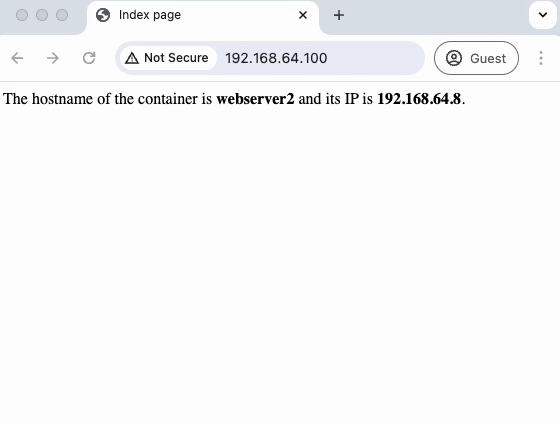 Index page
Not Secure 192.168.64.100 Guest
The hostname of the container is webserver2 and its IP is 192.168.64.8.